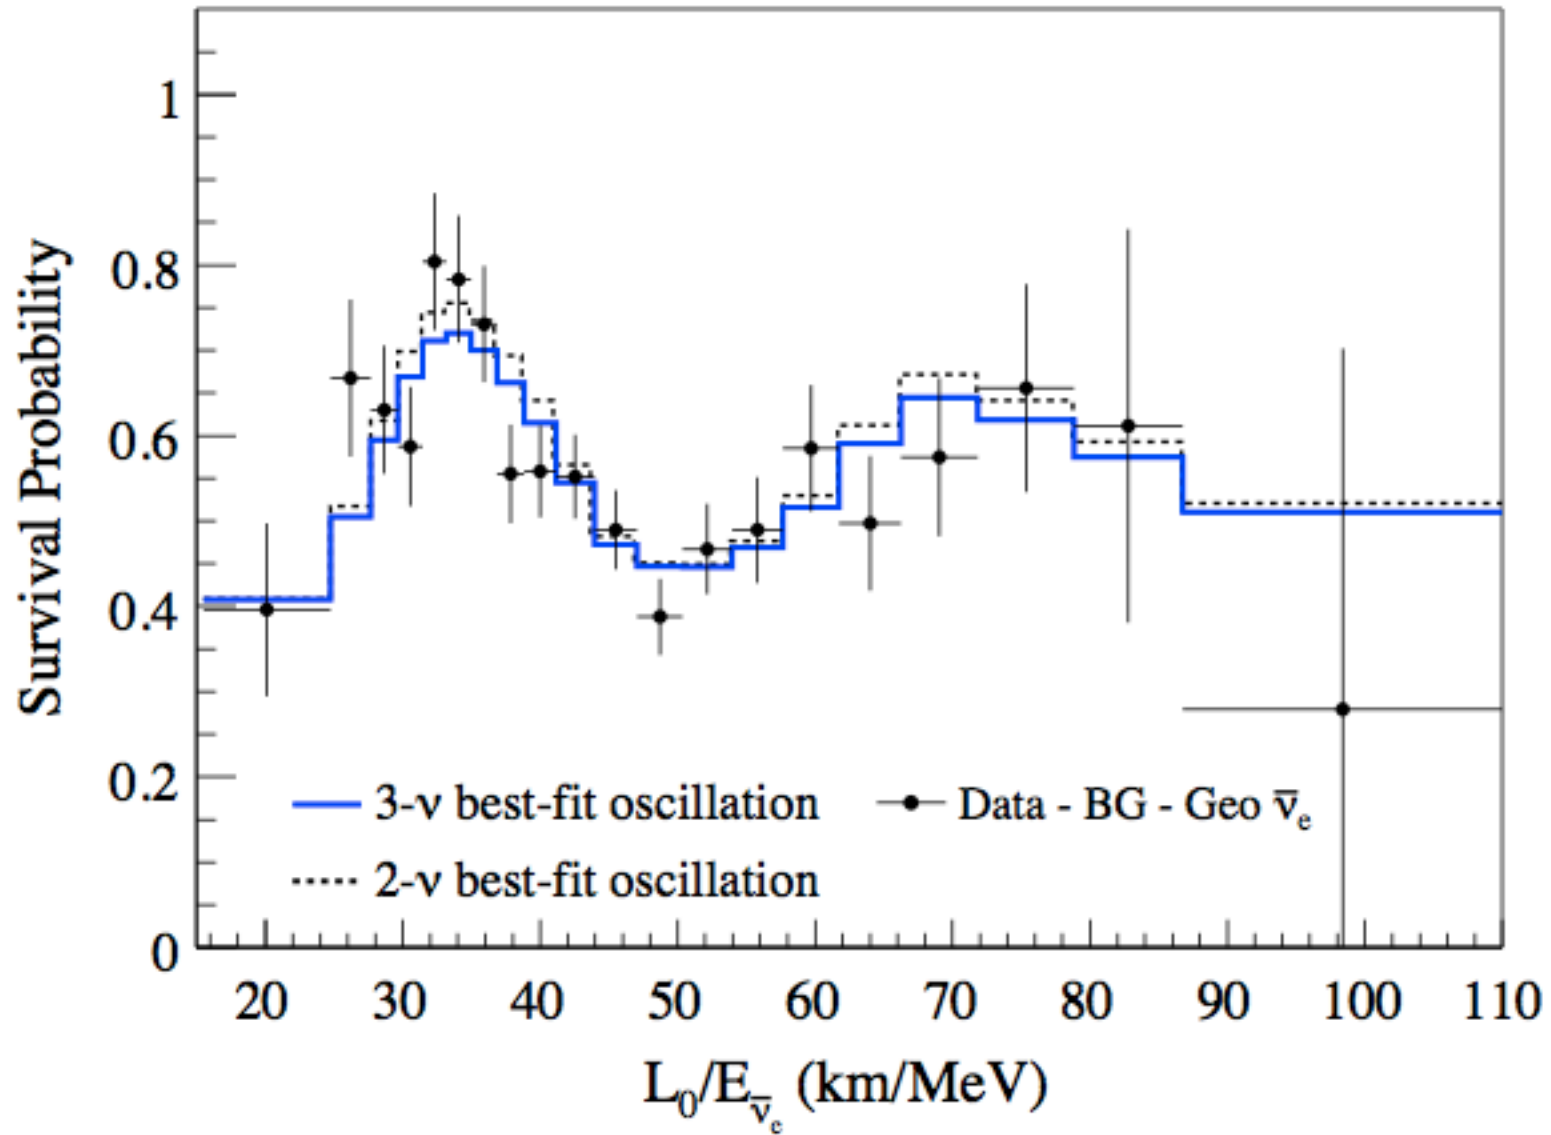 Survival Probability
1
0.8
0.6
0.4
0.2
0
3-ν best-fit oscillation
Data - BG - Geo ν̅e
2-ν best-fit oscillation
20 30 40 50 60 70 80 90 100 110
L0/Eν̅e (km/MeV)